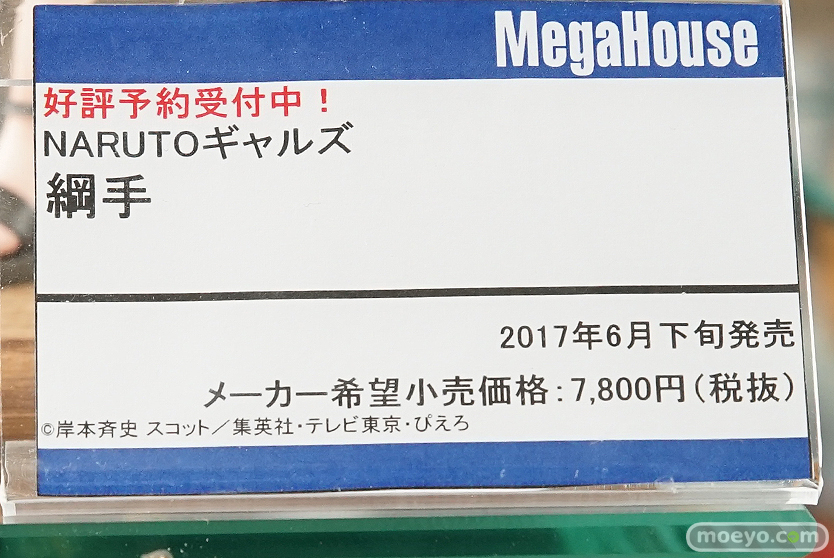 MegaHouse
好評予約受付中！
NARUTOギャルズ
綱手
2017年6月下旬発売
メーカー希望小売価格：7,800円（税抜）
©岸本斉史 スコット／集英社・テレビ東京・ぴえろ
moeyo.com